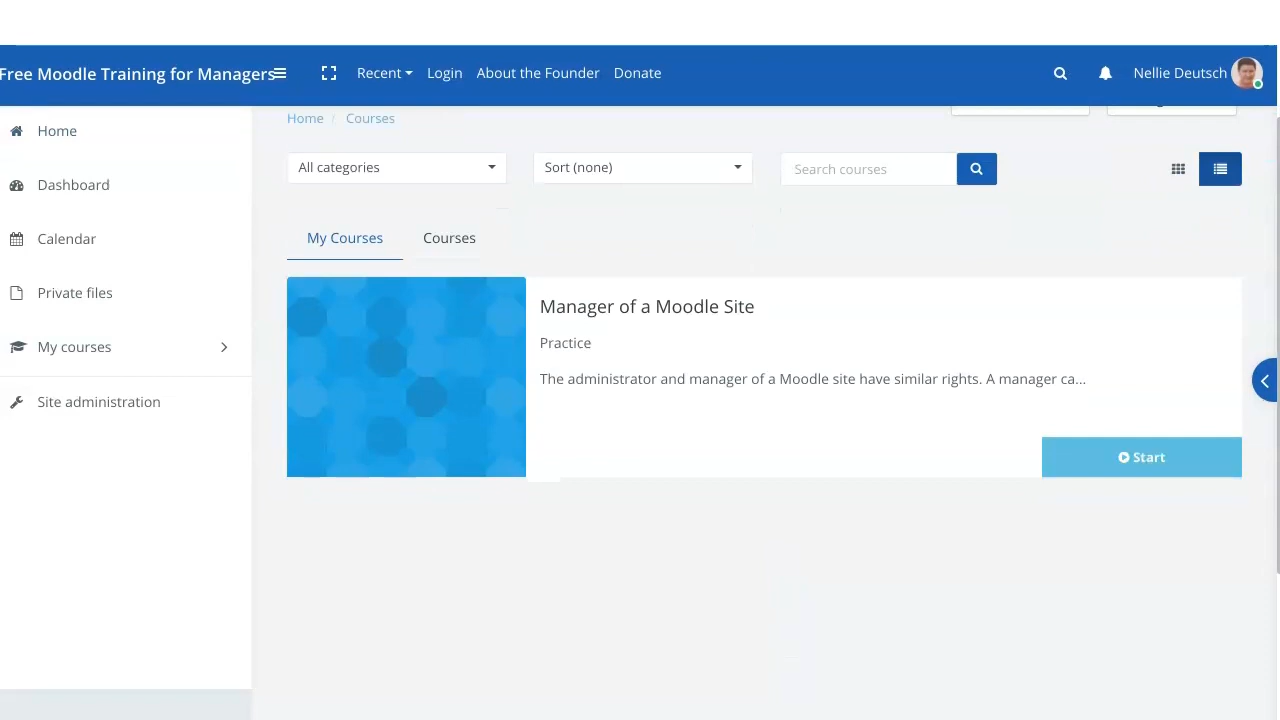 Free Moodle Training for Managers
Recent Login About the Founder Donate
Nellie Deutsch
Home
Dashboard
Calendar
Private files
My courses
Site administration
Home / Courses
All categories
Sort (none)
Search courses
My Courses Courses
Manager of a Moodle Site
Practice
The administrator and manager of a Moodle site have similar rights. A manager ca...
Start